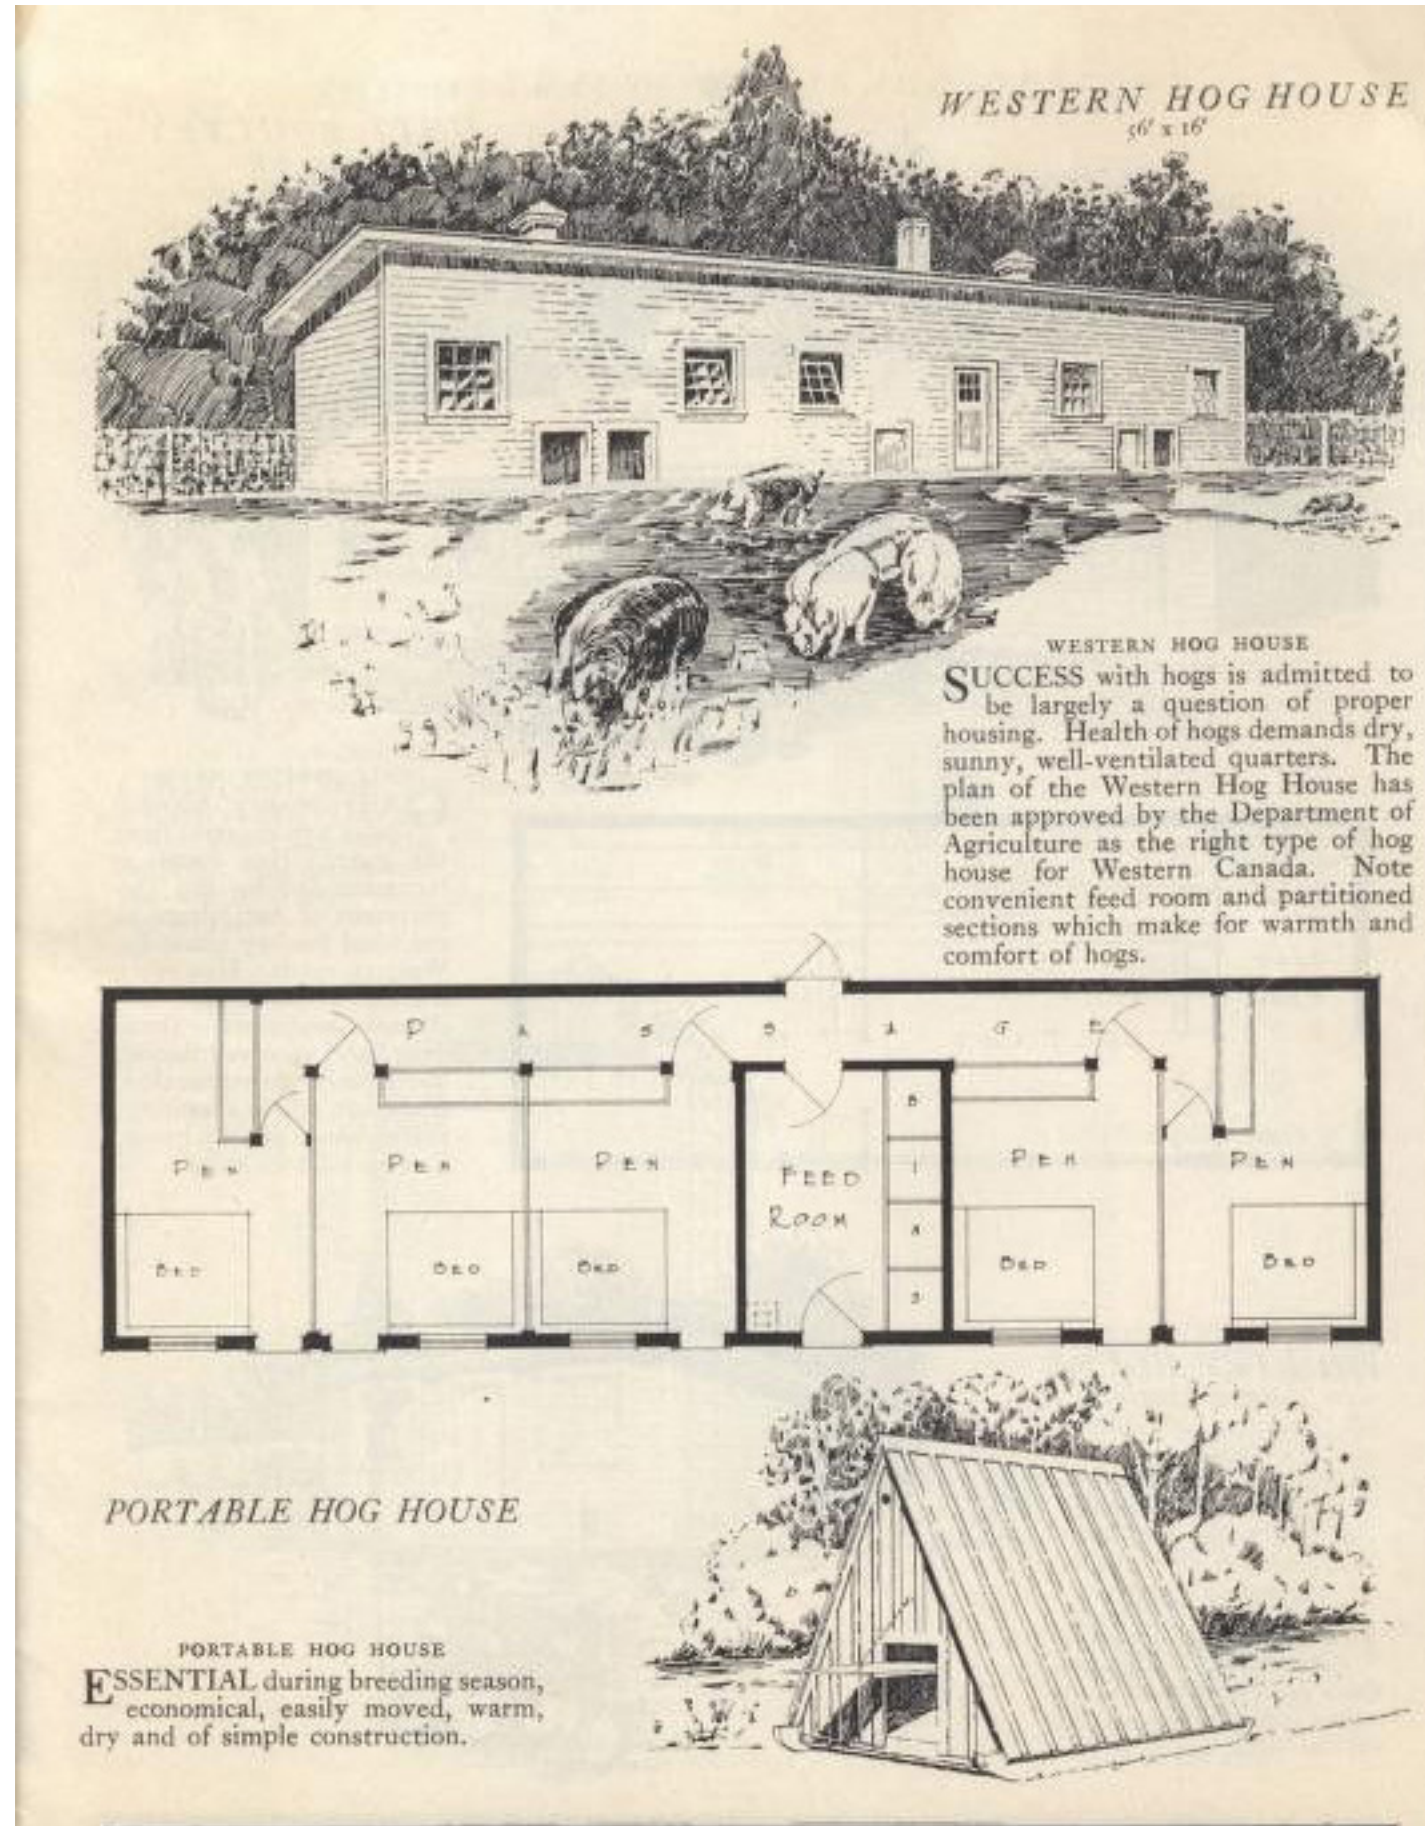 WESTERN HOG HOUSE
56' x 16'
WESTERN HOG HOUSE
SUCCESS with hogs is admitted to
be largely a question of proper
housing. Health of hogs demands dry,
sunny, well-ventilated quarters. The
plan of the Western Hog House has
been approved by the Department of
Agriculture as the right type of hog
house for Western Canada. Note
convenient feed room and partitioned
sections which make for warmth and
comfort of hogs.
PASSAGE
B
I
N
S
PEN
PEN
PEN
FEED
ROOM
PEN
PEN
BED
BED
BED
BED
BED
PORTABLE HOG HOUSE
PORTABLE HOG HOUSE
ESSENTIAL during breeding season,
economical, easily moved, warm,
dry and of simple construction.